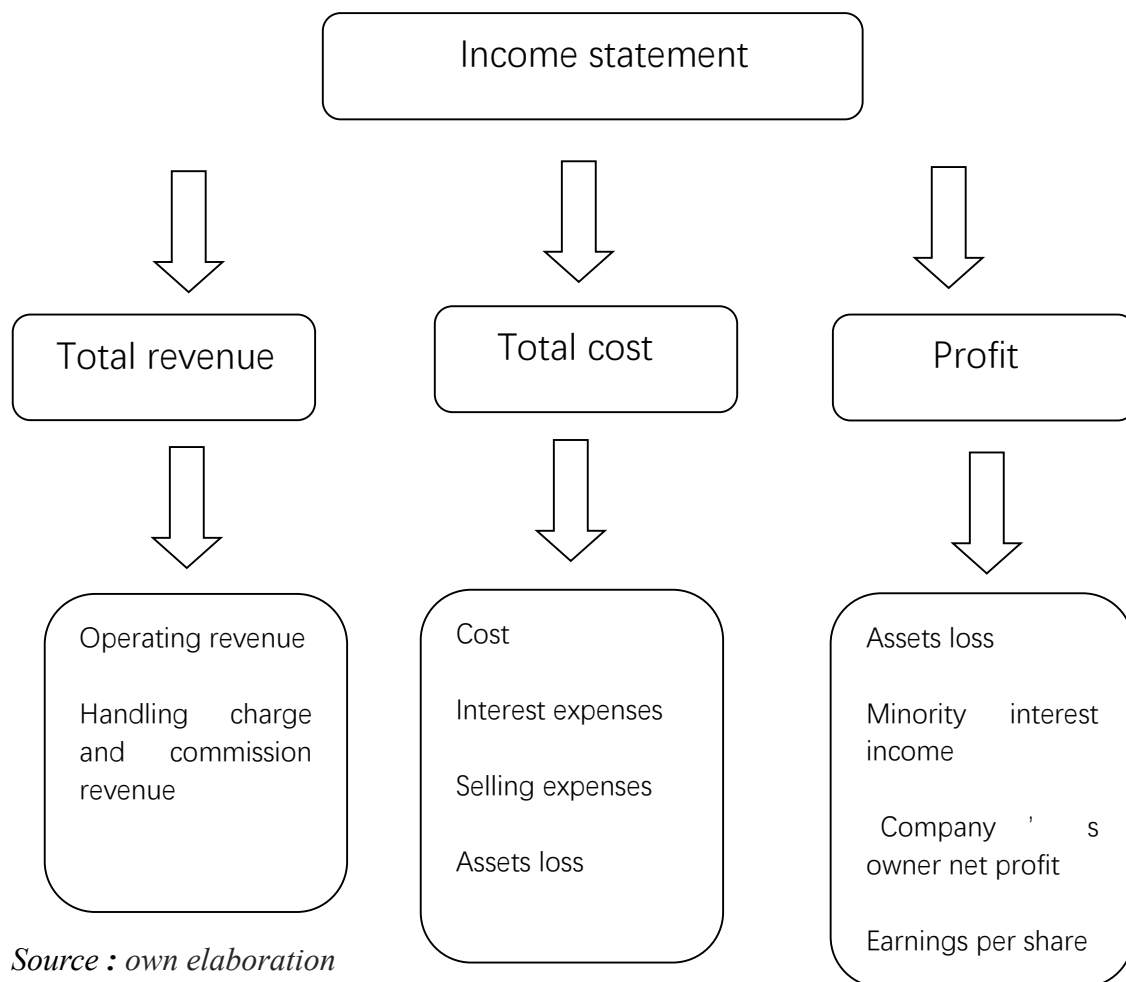 Income statement
Total revenue
Total cost
Profit
Operating revenue
Handling charge
and commission
revenue
Cost
Interest expenses
Selling expenses
Assets loss
Assets loss
Minority interest
income
Company ’ s
owner net profit
Earnings per share
Source : own elaboration